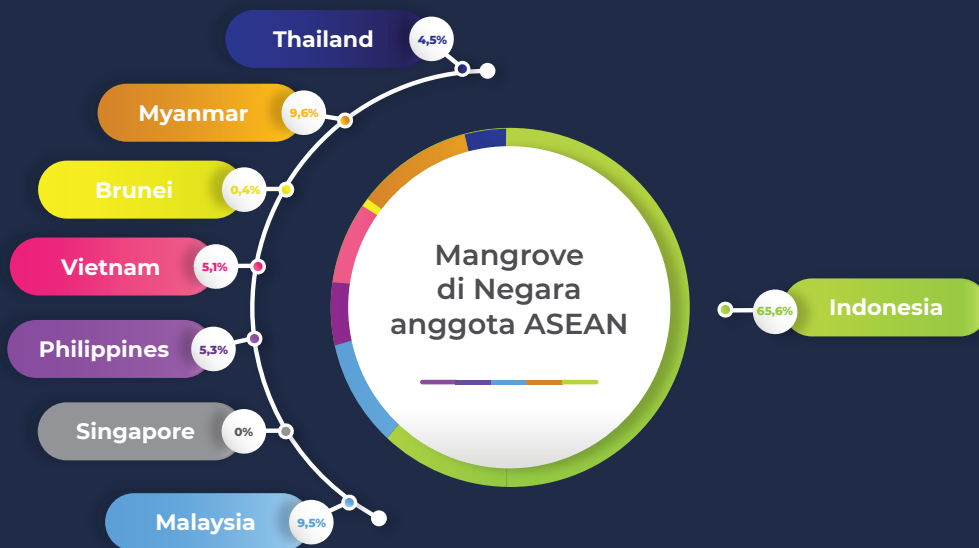 Thailand
4,5%
Myanmar
9,6%
Brunei
0,4%
Vietnam
5,1%
Philippines
5,3%
Singapore
0%
Malaysia
9,5%
Mangrove
di Negara
anggota ASEAN
65,6%
Indonesia